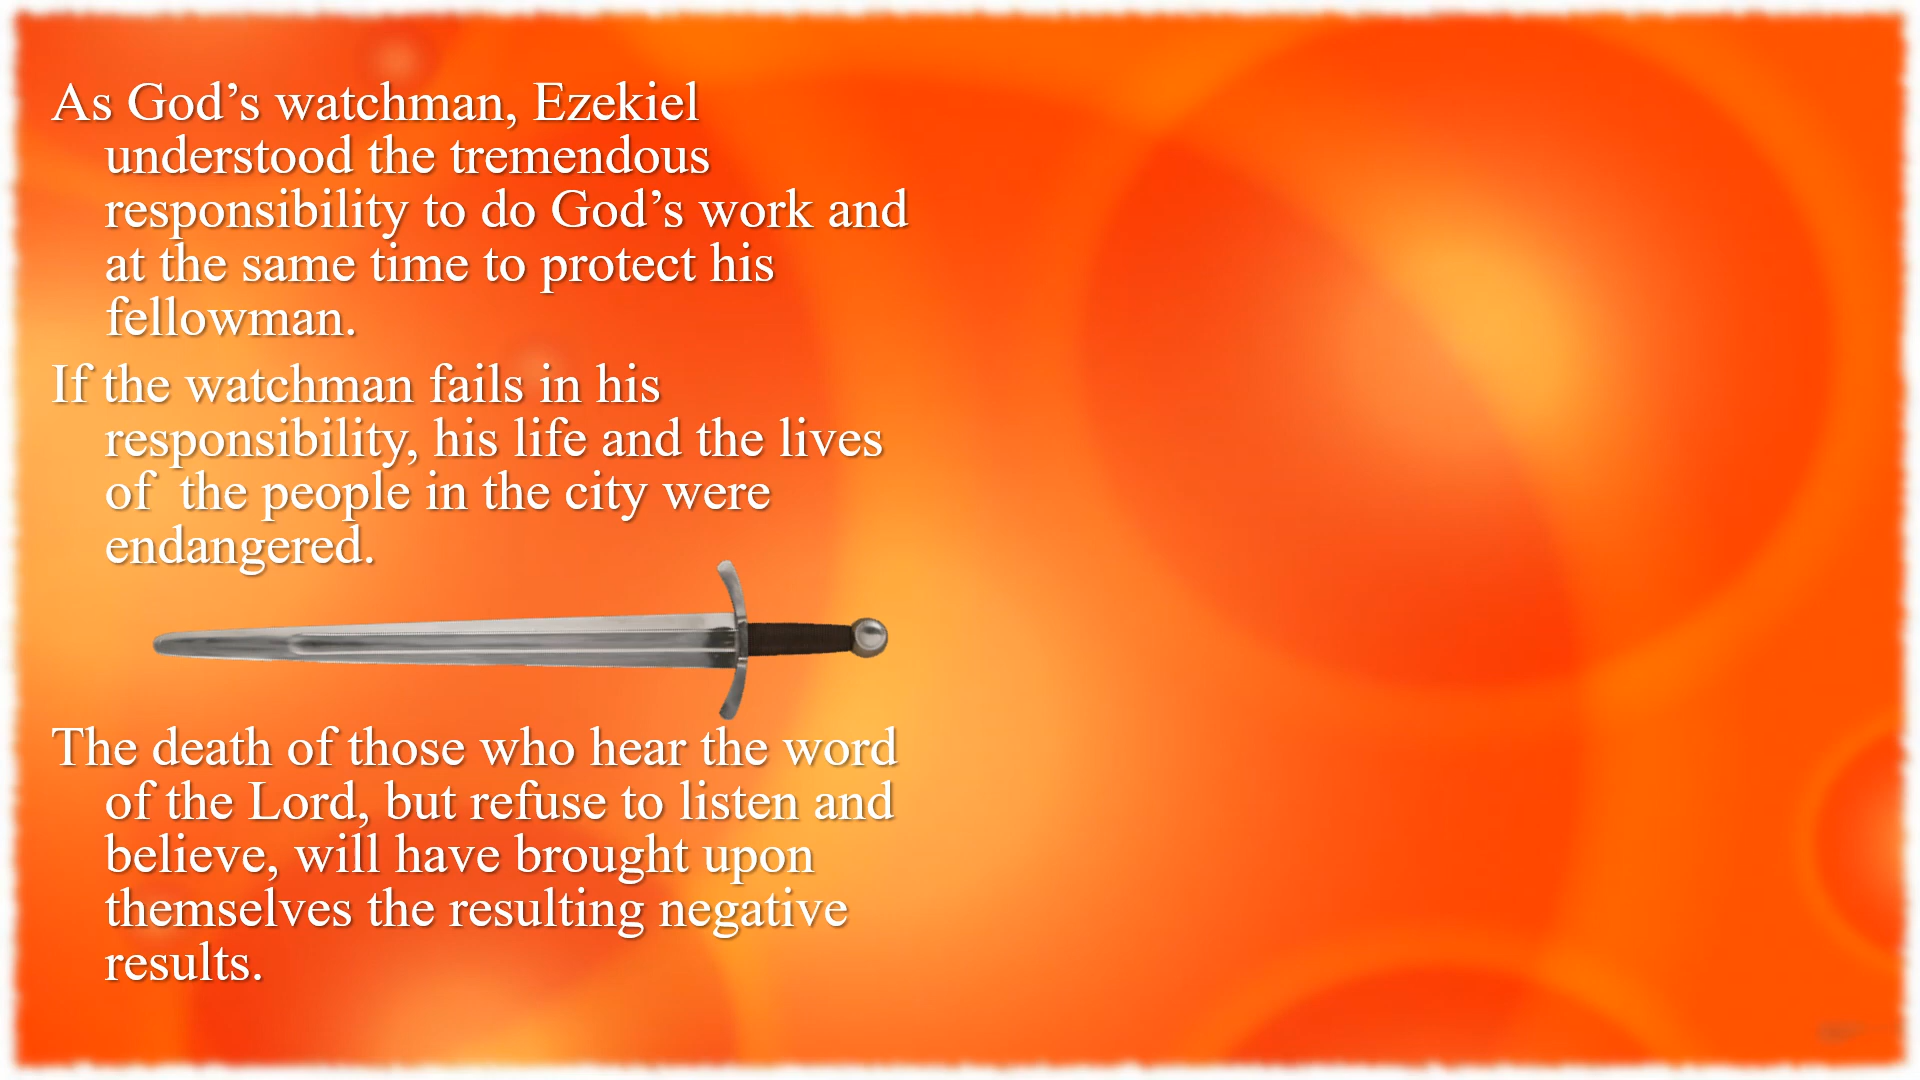 As God’s watchman, Ezekiel
understood the tremendous
responsibility to do God’s work and
at the same time to protect his
fellowman.
If the watchman fails in his
responsibility, his life and the lives
of  the people in the city were
endangered.
The death of those who hear the word
of the Lord, but refuse to listen and
believe, will have brought upon
themselves the resulting negative
results.